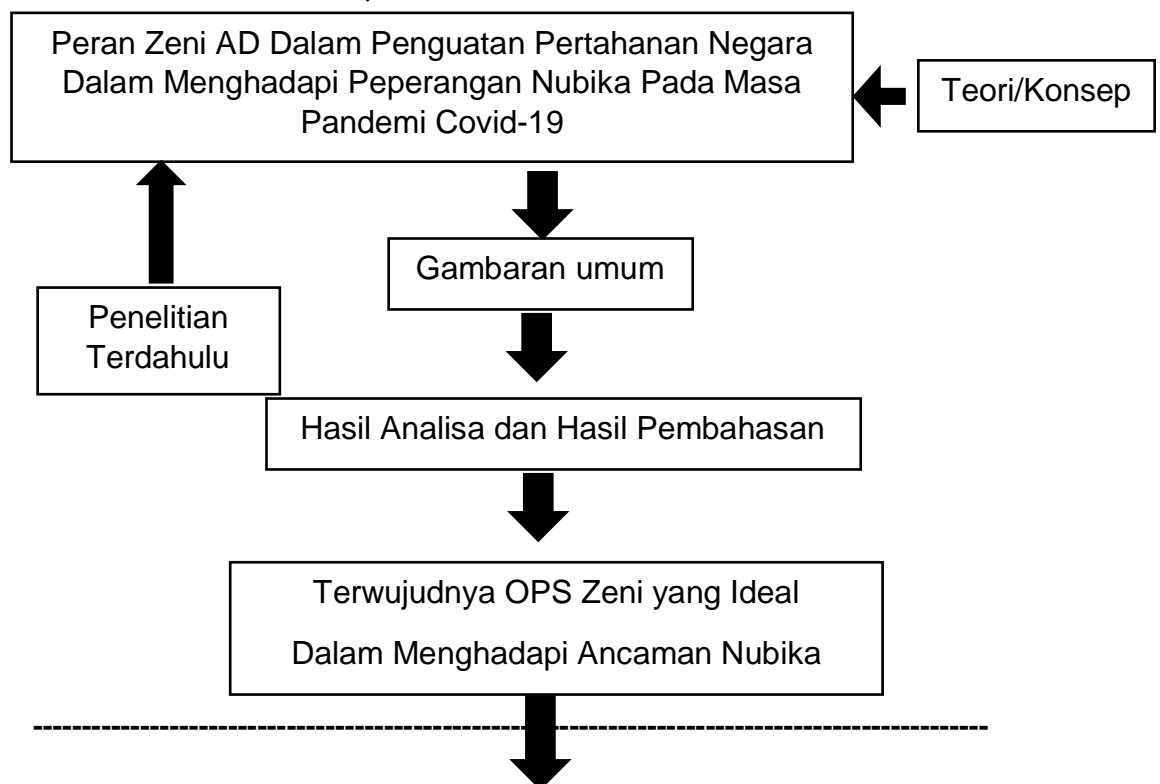 Peran Zeni AD Dalam Penguatan Pertahanan Negara
Dalam Menghadapi Peperangan Nubika Pada Masa
Pandemi Covid-19
Teori/Konsep
Gambaran umum
Penelitian
Terdahulu
Hasil Analisa dan Hasil Pembahasan
Terwujudnya OPS Zeni yang Ideal
Dalam Menghadapi Ancaman Nubika